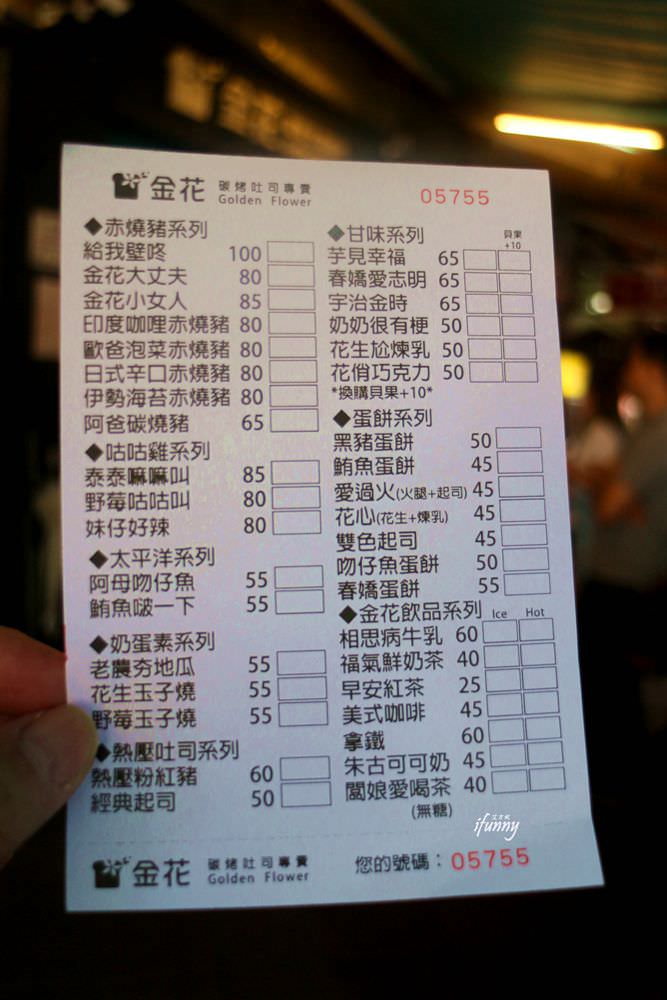 金花 碳烤吐司專賣
Golden Flower
05755
◆赤燒豬系列
給我壁咚 100
金花大丈夫 80
金花小女人 85
印度咖哩赤燒豬 80
歐爸泡菜赤燒豬 80
日式辛口赤燒豬 80
伊勢海苔赤燒豬 80
阿爸碳燒豬 65
◆咕咕雞系列
泰泰嘛嘛叫 85
野莓咕咕叫 80
妹仔好辣 80
◆太平洋系列
阿母吻仔魚 55
鮪魚啵一下 55
◆奶蛋素系列
老農夯地瓜 55
花生玉子燒 55
野莓玉子燒 55
◆熱壓吐司系列
熱壓粉紅豬 60
經典起司 50
◆甘味系列 貝果
+10
芋見幸福 65
春嬌愛志明 65
宇治金時 65
奶奶很有梗 50
花生尬煉乳 50
花俏巧克力 50
*換購貝果+10*
◆蛋餅系列
黑豬蛋餅 50
鮪魚蛋餅 45
愛過火(火腿+起司) 45
花心(花生+煉乳) 45
雙色起司 45
吻仔魚蛋餅 50
春嬌蛋餅 55
◆金花飲品系列 Ice Hot
相思病牛乳 60
福氣鮮奶茶 40
早安紅茶 25
美式咖啡 45
拿鐵 60
朱古可可奶 45
闆娘愛喝茶 40
(無糖)
ifunny
金花 碳烤吐司專賣
Golden Flower
您的號碼：05755